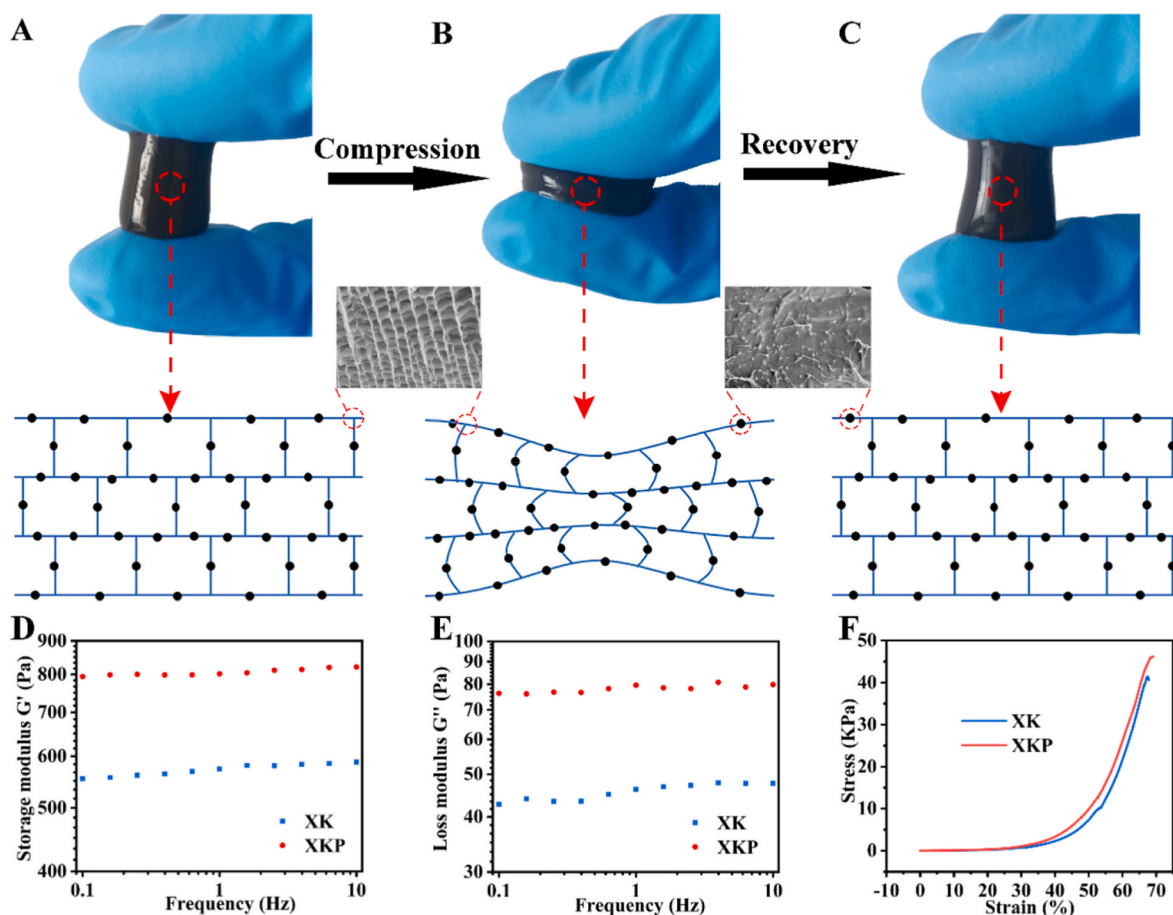 A
B
C
Compression
Recovery
D
900
800
700
600
500
400
Storage modulus G' (Pa)
0.1
1
10
Frequency (Hz)
XK
XKP
E
100
90
80
70
60
50
40
30
Loss modulus G'' (Pa)
0.1
1
10
Frequency (Hz)
XK
XKP
F
50
40
30
20
10
0
Stress (KPa)
-10
0
10
20
30
40
50
60
70
Strain (%)
XK
XKP